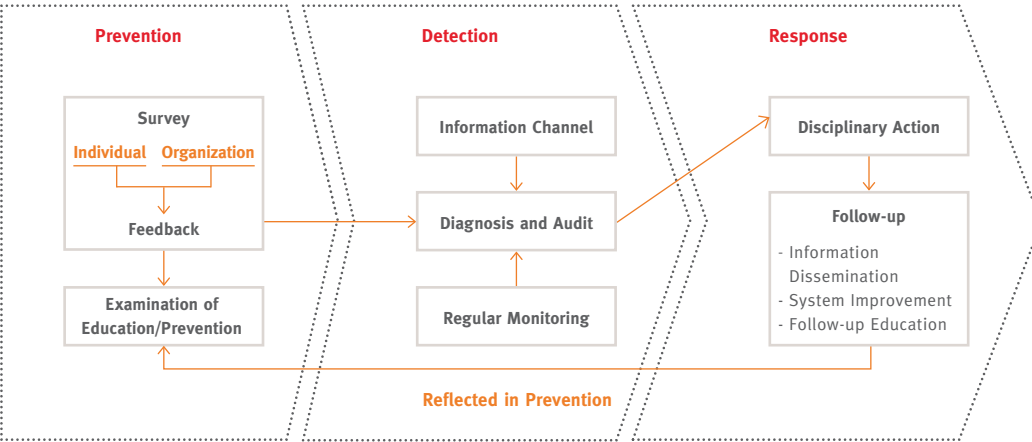 Prevention
Survey
Individual
Organization
Feedback
Examination of
Education/Prevention
Detection
Information Channel
Diagnosis and Audit
Regular Monitoring
Response
Disciplinary Action
Follow-up
- Information
Dissemination
- System Improvement
- Follow-up Education
Reflected in Prevention